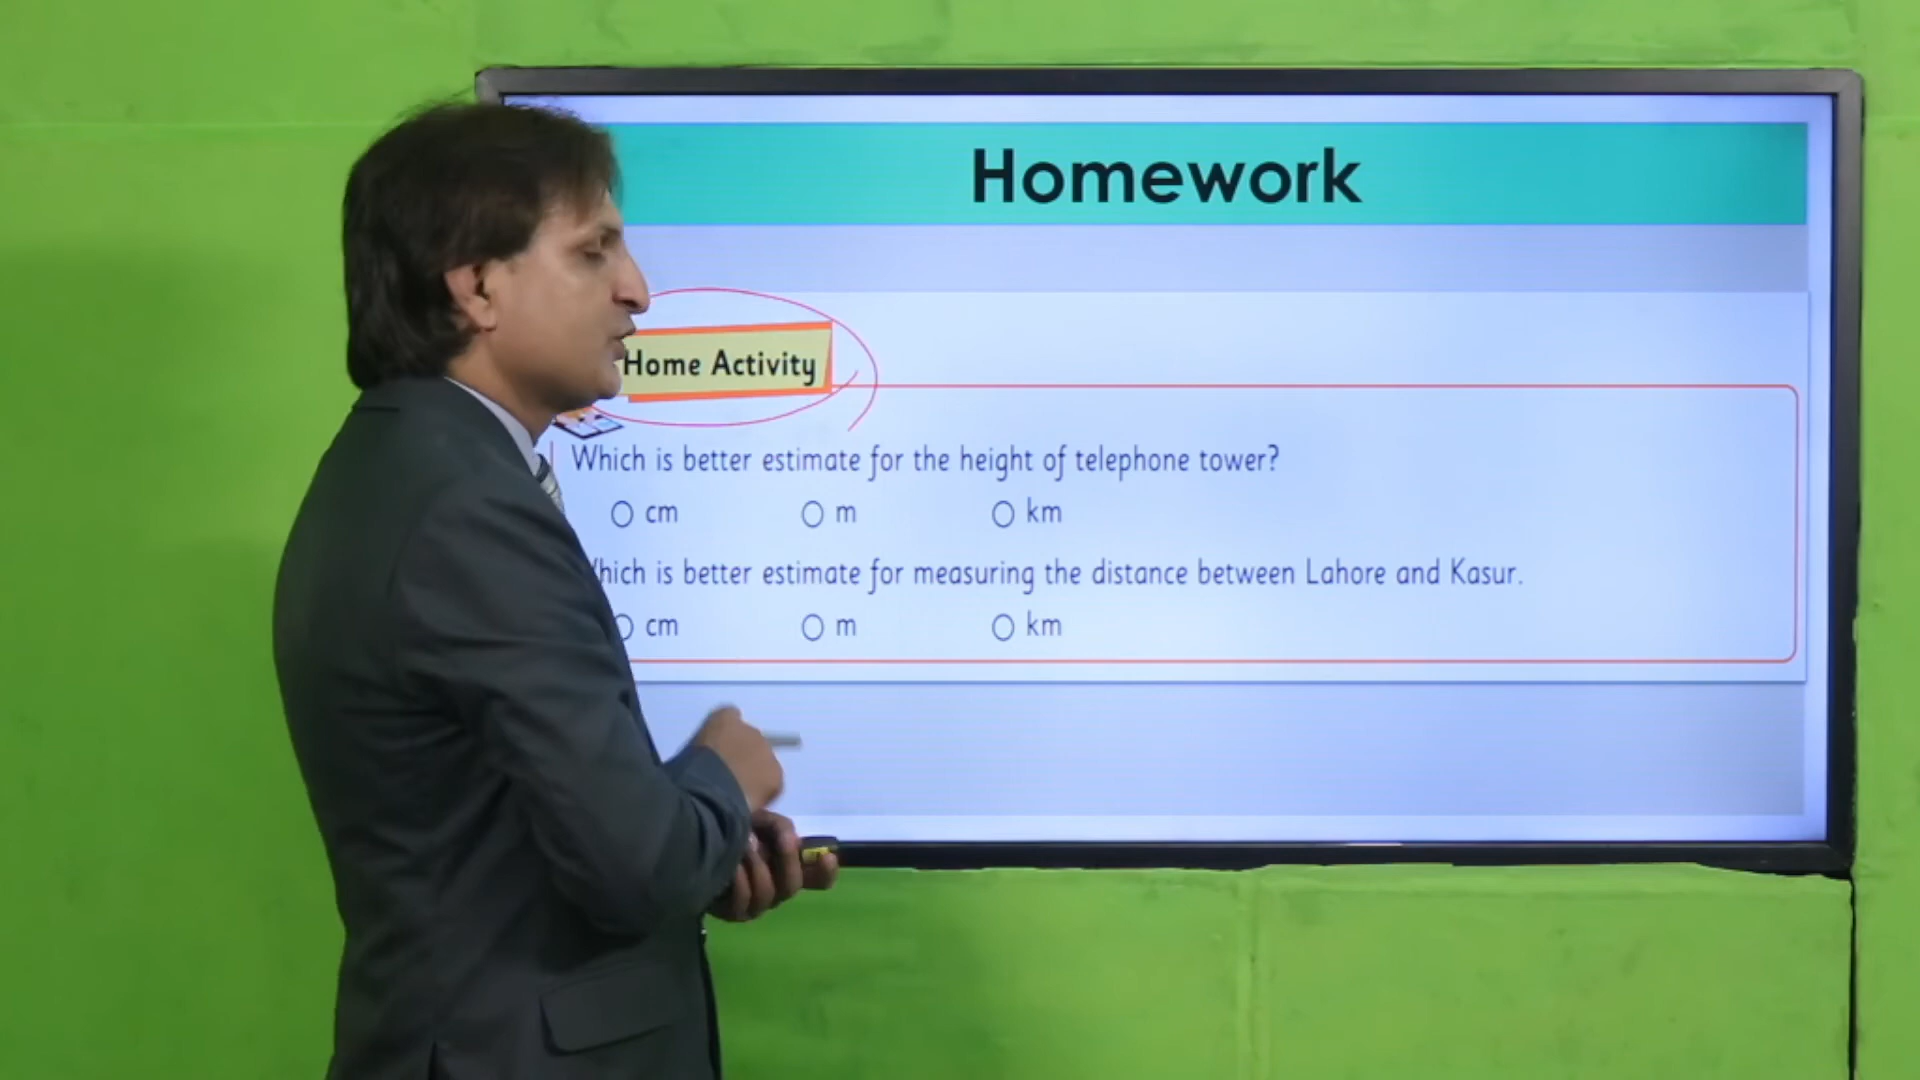 Homework
Home Activity
Which is better estimate for the height of telephone tower?
cm m km
hich is better estimate for measuring the distance between Lahore and Kasur.
cm m km